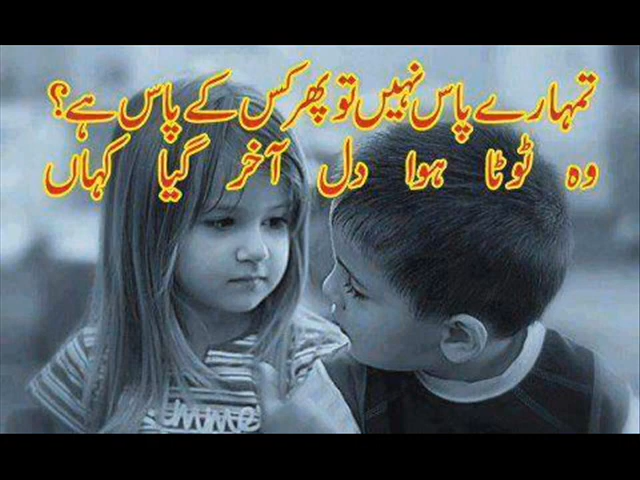 تمہارے پاس نہیں تو پھر کس کے پاس ہے؟
وہ ٹوٹا ہوا دل آخر گیا کہاں